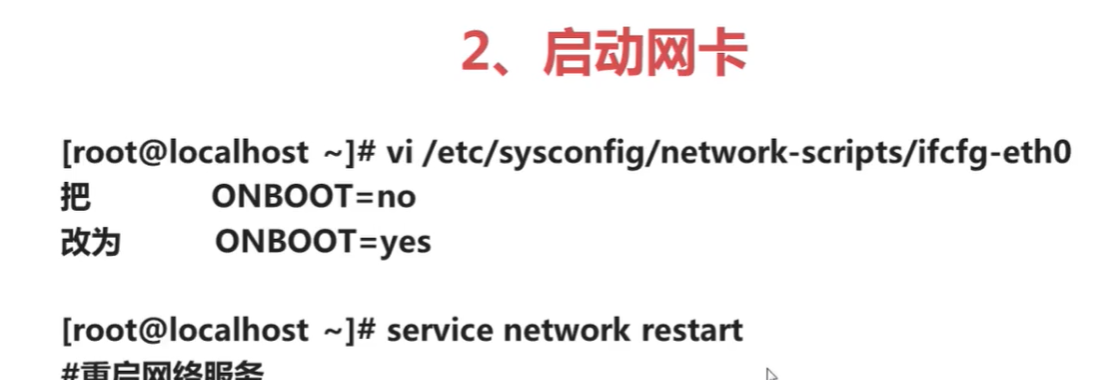 2、启动网卡
[root@localhost ~]# vi /etc/sysconfig/network-scripts/ifcfg-eth0
把 ONBOOT=no
改为 ONBOOT=yes
[root@localhost ~]# service network restart
#重启网络服务